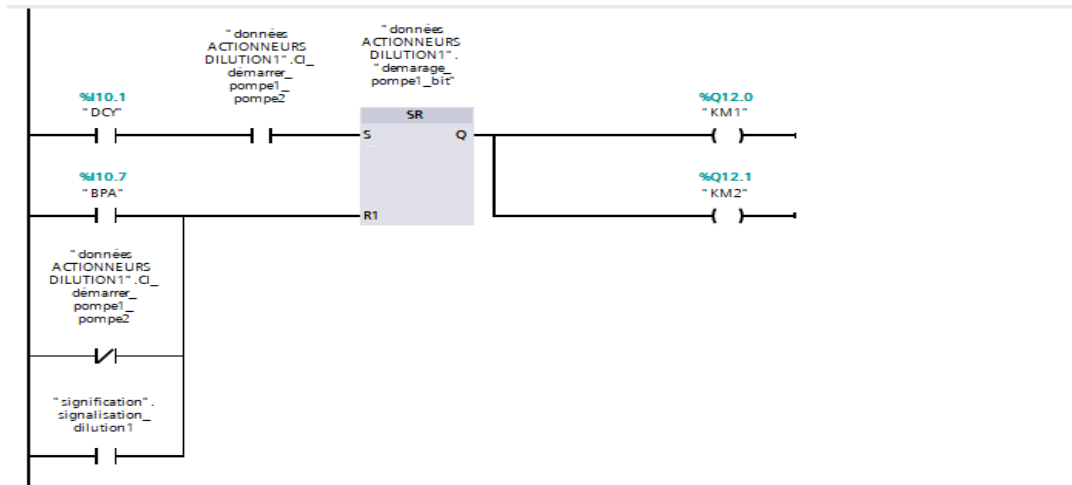 "données
ACTIONNEURS
DILUTION1".CI_
démarrer_
pompe1_
pompe2
"données
ACTIONNEURS
DILUTION1".
"demarage_
pompe1_bit"
%I10.1
"DCY"
SR
S
Q
%Q12.0
"KM1"
%I10.7
"BPA"
R1
%Q12.1
"KM2"
"données
ACTIONNEURS
DILUTION1".CI_
démarrer_
pompe1_
pompe2
"signification".
signalisation_
dilution1